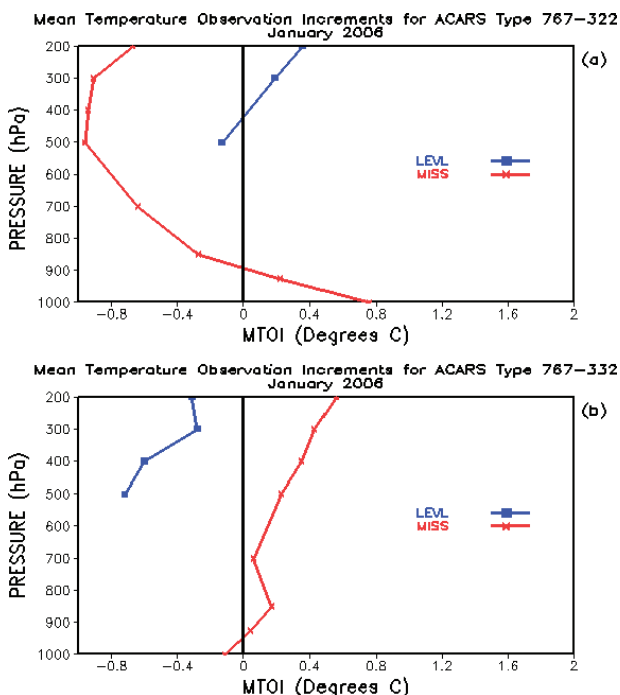 Mean Temperature Observation Increments for ACARS Type 767-322
January 2006
(a)
PRESSURE (hPa)
200
300
400
500
600
700
800
900
1000
LEVL
MISS
−0.8 −0.4 0 0.4 0.8 1.2 1.6 2
MTOI (Degrees C)
Mean Temperature Observation Increments for ACARS Type 767-332
January 2006
(b)
PRESSURE (hPa)
200
300
400
500
600
700
800
900
1000
LEVL
MISS
−0.8 −0.4 0 0.4 0.8 1.2 1.6 2
MTOI (Degrees C)